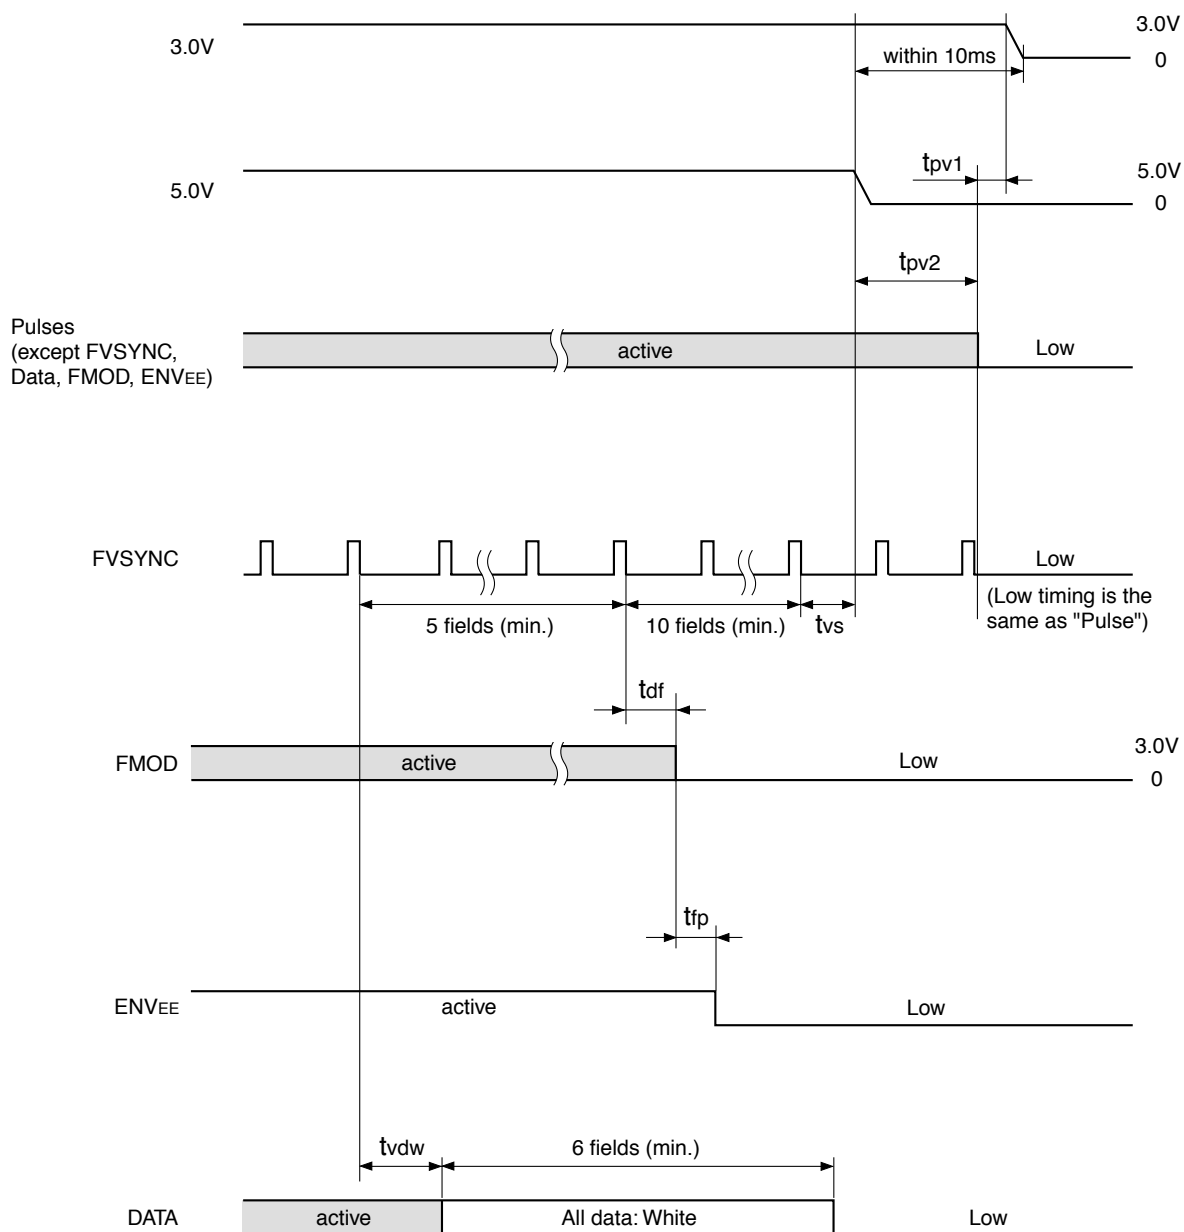 3.0V
3.0V
within 10ms
0
tpv1
5.0V
5.0V
0
tpv2
Pulses
(except FVSYNC,
Data, FMOD, ENVEE)
active
Low
FVSYNC
Low
(Low timing is the
same as "Pulse")
5 fields (min.)
10 fields (min.)
tvs
tdf
FMOD
active
Low
3.0V
0
tfp
ENVEE
active
Low
tvdw
6 fields (min.)
DATA
active
All data: White
Low